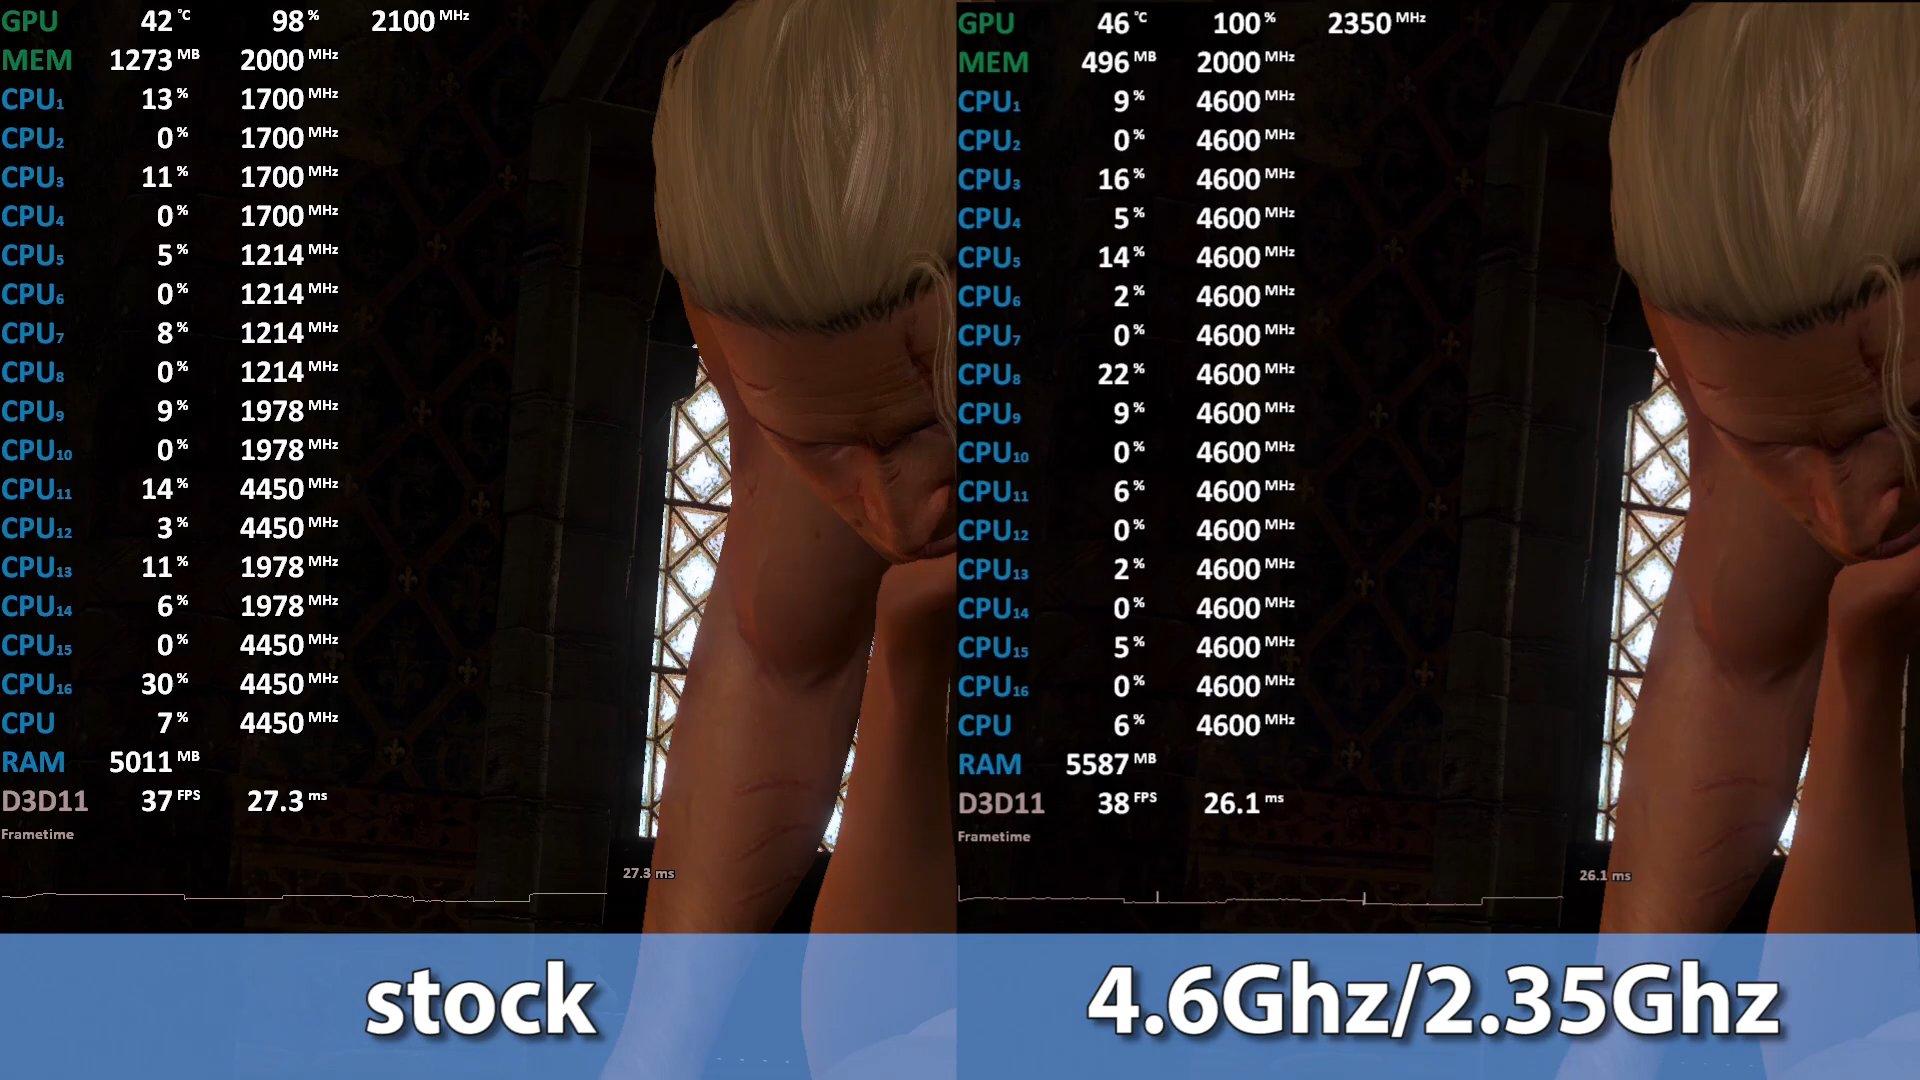 GPU 42 °C 98 % 2100 MHz
MEM 1273 MB 2000 MHz
CPU1 13 % 1700 MHz
CPU2 0 % 1700 MHz
CPU3 11 % 1700 MHz
CPU4 0 % 1700 MHz
CPU5 5 % 1214 MHz
CPU6 0 % 1214 MHz
CPU7 8 % 1214 MHz
CPU8 0 % 1214 MHz
CPU9 9 % 1978 MHz
CPU10 0 % 1978 MHz
CPU11 14 % 4450 MHz
CPU12 3 % 4450 MHz
CPU13 11 % 1978 MHz
CPU14 6 % 1978 MHz
CPU15 0 % 4450 MHz
CPU16 30 % 4450 MHz
CPU 7 % 4450 MHz
RAM 5011 MB
D3D11 37 FPS 27.3 ms
Frametime
27.3 ms
stock
GPU 46 °C 100 % 2350 MHz
MEM 496 MB 2000 MHz
CPU1 9 % 4600 MHz
CPU2 0 % 4600 MHz
CPU3 16 % 4600 MHz
CPU4 5 % 4600 MHz
CPU5 14 % 4600 MHz
CPU6 2 % 4600 MHz
CPU7 0 % 4600 MHz
CPU8 22 % 4600 MHz
CPU9 9 % 4600 MHz
CPU10 0 % 4600 MHz
CPU11 6 % 4600 MHz
CPU12 0 % 4600 MHz
CPU13 2 % 4600 MHz
CPU14 0 % 4600 MHz
CPU15 5 % 4600 MHz
CPU16 0 % 4600 MHz
CPU 6 % 4600 MHz
RAM 5587 MB
D3D11 38 FPS 26.1 ms
Frametime
26.1 ms
4.6Ghz/2.35Ghz